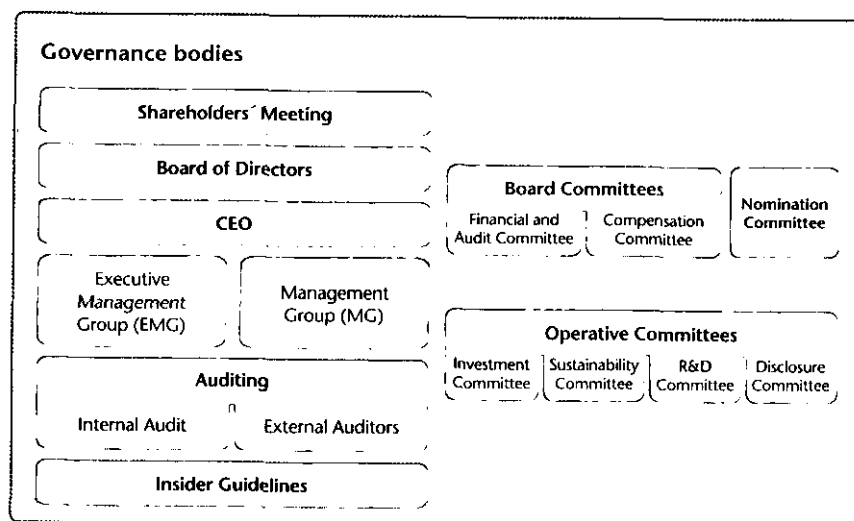 Governance bodies
Shareholders´ Meeting
Board of Directors
CEO
Executive
Management
Group (EMG)
Management
Group (MG)
Auditing
Internal Audit
External Auditors
Insider Guidelines
Board Committees
Financial and
Audit Committee
Compensation
Committee
Nomination
Committee
Operative Committees
Investment
Committee
Sustainability
Committee
R&D
Committee
Disclosure
Committee